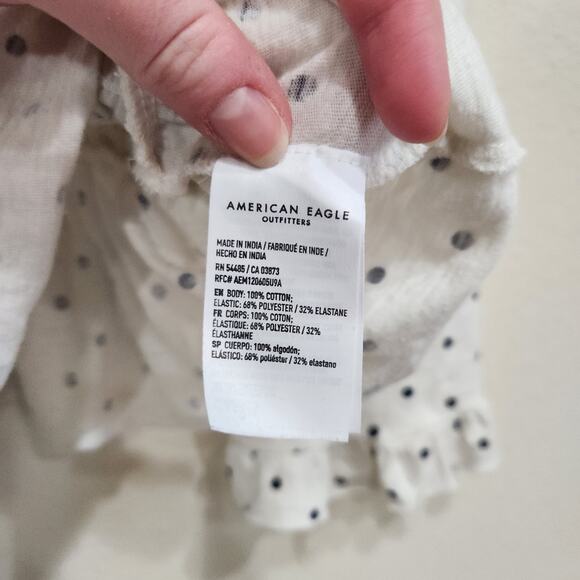 AMERICAN EAGLE
OUTFITTERS
MADE IN INDIA / FABRIQUÉ EN INDE /
HECHO EN INDIA
RN 54485 / CA 03873
RFC# AEM120605U9A
EN BODY: 100% COTTON;
ELASTIC: 68% POLYESTER / 32% ELASTANE
FR CORPS: 100% COTON;
ÉLASTIQUE: 68% POLYESTER / 32%
ÉLASTHANNE
SP CUERPO: 100% algodón;
ELÁSTICO: 68% poliéster / 32% elastano